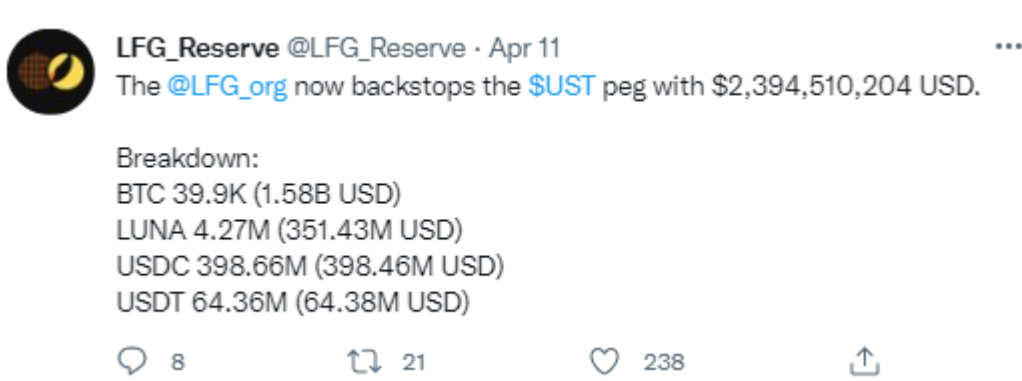 LFG_Reserve @LFG_Reserve · Apr 11
The @LFG_org now backstops the $UST peg with $2,394,510,204 USD.
Breakdown:
BTC 39.9K (1.58B USD)
LUNA 4.27M (351.43M USD)
USDC 398.66M (398.46M USD)
USDT 64.36M (64.38M USD)
8 21 238